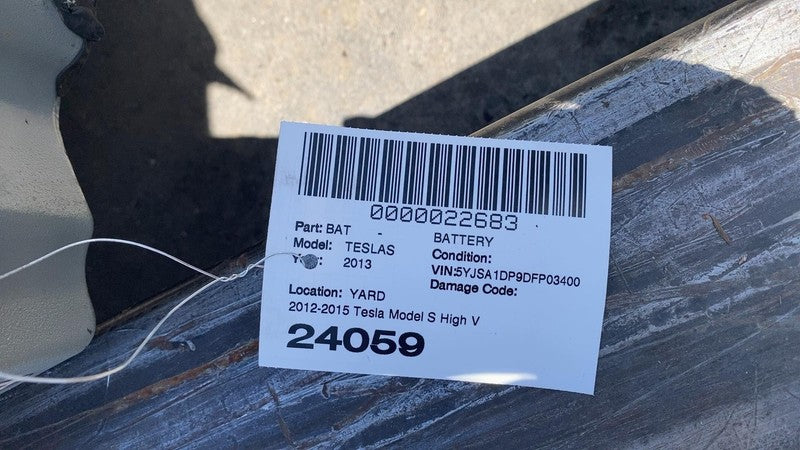 0000022683
Part: BAT - BATTERY
Model: TESLAS Condition:
2013 VIN:5YJSA1DP9DFP03400
Damage Code:
Location: YARD
2012-2015 Tesla Model S High V
24059